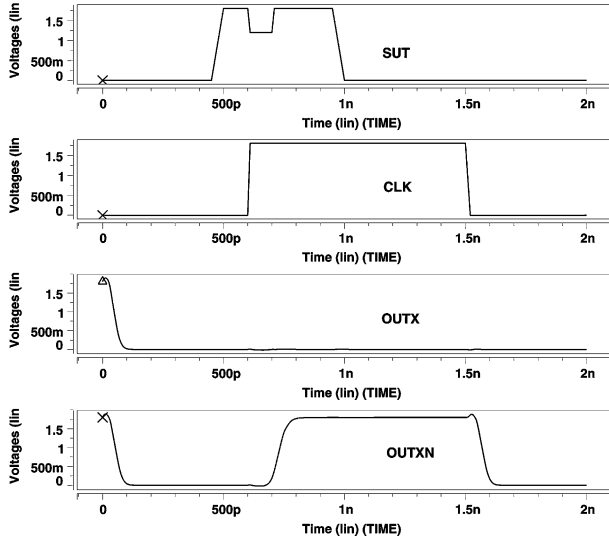 Voltages (lin
1.5
1
500m
0
SUT
0 500p 1n 1.5n 2n
Time (lin) (TIME)
Voltages (lin
1.5
1
500m
0
CLK
0 500p 1n 1.5n 2n
Time (lin) (TIME)
Voltages (lin
1.5
1
500m
0
OUTX
0 500p 1n 1.5n 2n
Time (lin) (TIME)
Voltages (lin
1.5
1
500m
0
OUTXN
0 500p 1n 1.5n 2n
Time (lin) (TIME)